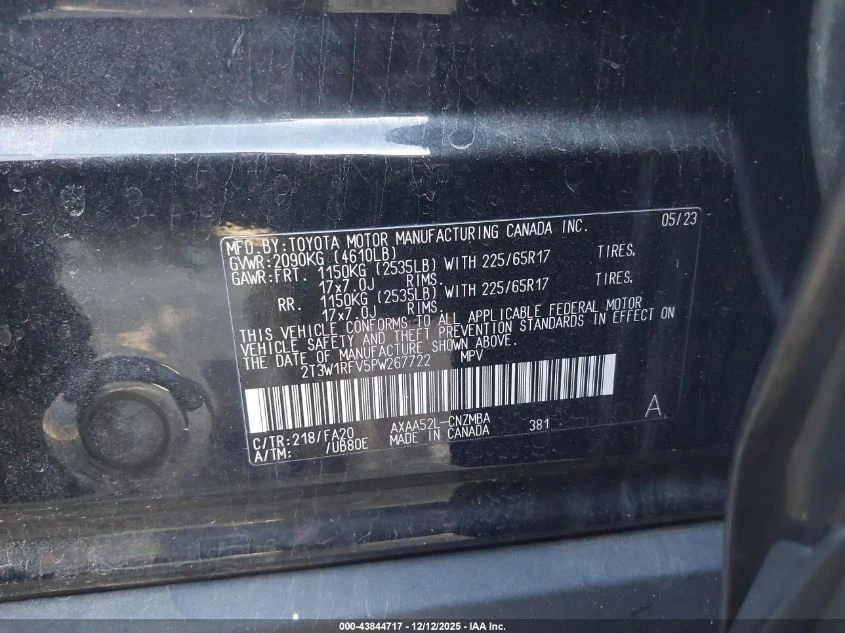 05/23
MFD BY:TOYOTA MOTOR MANUFACTURING CANADA INC.
GVWR:2090KG (4610LB)
GAWR:FRT. 1150KG (2535LB) WITH 225/65R17 TIRES,
17x7.0J RIMS.
RR. 1150KG (2535LB) WITH 225/65R17 TIRES,
17x7.0J RIMS.
THIS VEHICLE CONFORMS TO ALL APPLICABLE FEDERAL MOTOR
VEHICLE SAFETY AND THEFT PREVENTION STANDARDS IN EFFECT ON
THE DATE OF MANUFACTURE SHOWN ABOVE.
2T3W1RFV5PW267722 MPV
C/TR:218/FA20 AXAA52L-CNZMBA 381 A
A/TM: /UB80E MADE IN CANADA
000-43844717 • 12/12/2025 • IAA Inc.